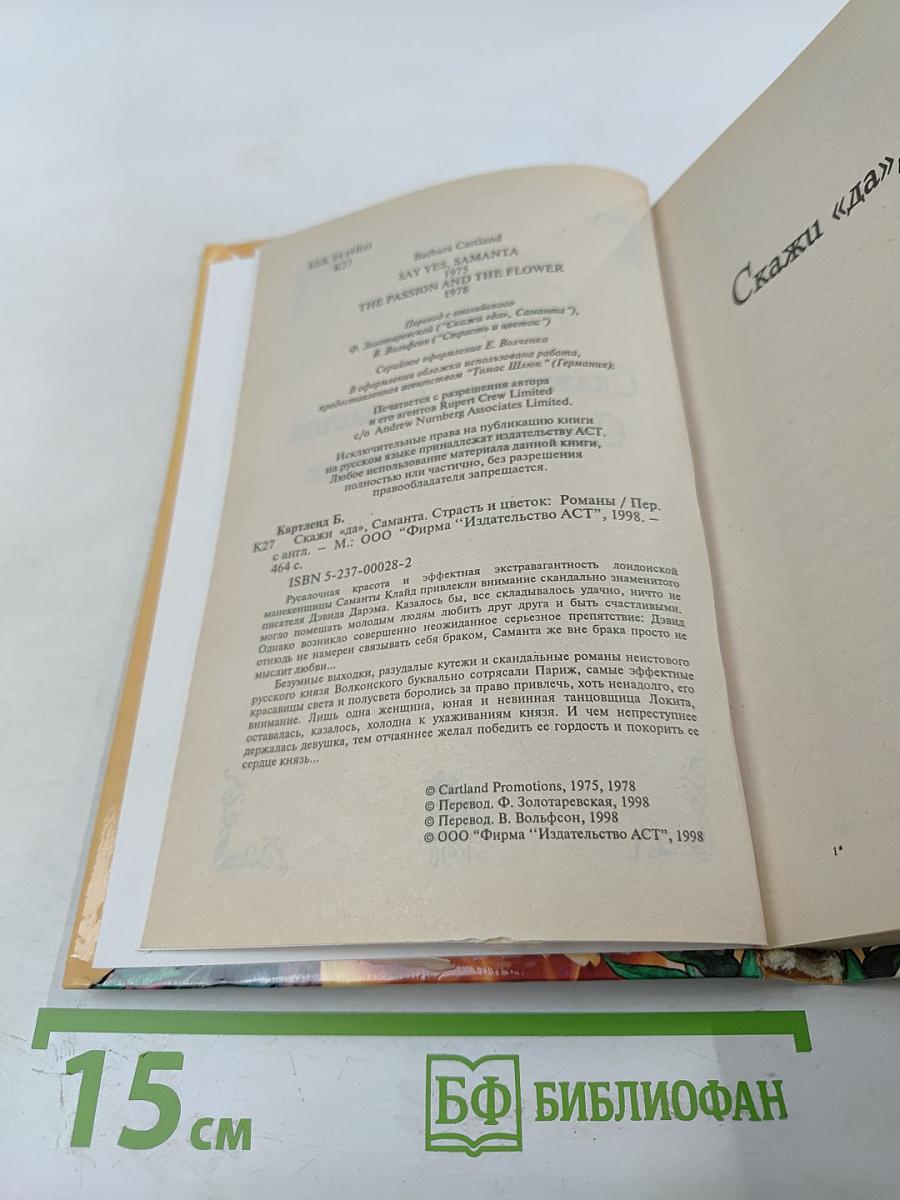 ББК 84 (4Вл)
К27
Barbara Cartland
SAY YES, SAMANTA
1975
THE PASSION AND THE FLOWER
1978
Перевод с английского
Ф. Золотаревской ("Скажи «да», Саманта"),
В. Вольфсон ("Страсть и цветок")
Серийное оформление Е. Волченко
В оформлении обложки использована работа,
предоставленная агентством "Томас Шлюк" (Германия).
Печатается с разрешения автора
и его агентов Rupert Crew Limited
c/o Andrew Nurnberg Associates Limited.
Исключительные права на публикацию книги
на русском языке принадлежат издательству АСТ.
Любое использование материала данной книги,
полностью или частично, без разрешения
правообладателя запрещается.
Картленд Б.
К27 Скажи «да», Саманта. Страсть и цветок: Романы / Пер.
с англ. – М.: ООО "Фирма ‘‘Издательство АСТ”, 1998. –
464 с.
ISBN 5-237-00028-2
Русалочная красота и эффектная экстравагантность лондонской
манекенщицы Саманты Клайд привлекли внимание скандально знаменитого
писателя Дэвида Дарэма. Казалось бы, все складывалось удачно, ничто не
могло помешать молодым людям любить друг друга и быть счастливыми.
Однако возникло совершенно неожиданное серьезное препятствие: Дэвид
отнюдь не намерен связывать себя браком, Саманта же вне брака просто не
мыслит любви...
Безумные выходки, разудалые кутежи и скандальные романы неистового
русского князя Волконского буквально сотрясали Париж, самые эффектные
красавицы света и полусвета боролись за право привлечь, хоть ненадолго, его
внимание. Лишь одна женщина, юная и невинная танцовщица Локита,
оставалась, казалось, холодна к ухаживаниям князя. И чем неприступнее
держалась девушка, тем отчаяннее желал победить ее гордость и покорить ее
сердце князь...
© Cartland Promotions, 1975, 1978
© Перевод. Ф. Золотаревская, 1998
© Перевод. В. Вольфсон, 1998
© ООО "Фирма ‘‘Издательство АСТ”, 1998
Скажи «да»,
1*
15 см
БФ БИБЛИОФАН